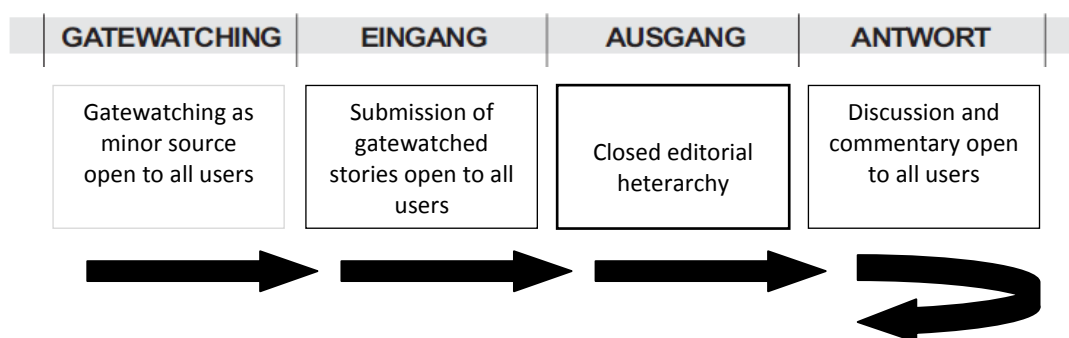 GATEWATCHING
EINGANG
AUSGANG
ANTWORT
Gatewatching as
minor source
open to all users
Submission of
gatewatched
stories open to all
users
Closed editorial
heterarchy
Discussion and
commentary open
to all users